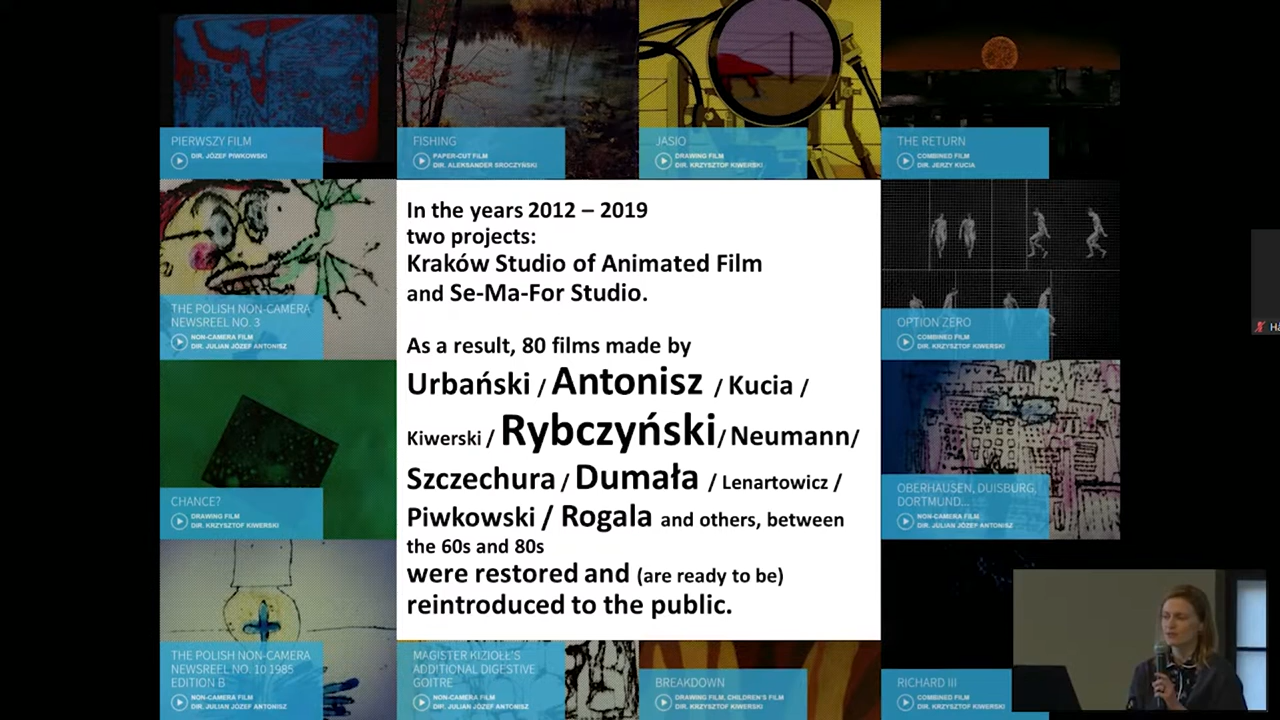 PIERWSZY FILM
DIR. JÓZEF PIWKOWSKI
FISHING
PAPER-CUT FILM
DIR. ALEKSANDER SROCZYŃSKI
JASIO
DRAWING FILM
DIR. KRZYSZTOF KIWERSKI
THE RETURN
COMBINED FILM
DIR. JERZY KUCIA
THE POLISH NON-CAMERA
NEWSREEL NO. 3
NON-CAMERA FILM
DIR. JULIAN JÓZEF ANTONISZ
In the years 2012 – 2019
two projects:
Kraków Studio of Animated Film
and Se-Ma-For Studio.
As a result, 80 films made by
Urbański / Antonisz / Kucia /
Kiwerski / Rybczyński/ Neumann/
Szczechura / Dumała / Lenartowicz /
Piwkowski / Rogala and others, between
the 60s and 80s
were restored and (are ready to be)
reintroduced to the public.
OPTION ZERO
COMBINED FILM
DIR. KRZYSZTOF KIWERSKI
CHANCE?
DRAWING FILM
DIR. KRZYSZTOF KIWERSKI
OBERHAUSEN, DUISBURG,
DORTMUND...
NON-CAMERA FILM
DIR. JULIAN JÓZEF ANTONISZ
THE POLISH NON-CAMERA
NEWSREEL NO. 10 1985
EDITION B
NON-CAMERA FILM
DIR. JULIAN JÓZEF ANTONISZ
MAGISTER KIZIOŁŁ'S
ADDITIONAL DIGESTIVE
GOITRE
NON-CAMERA FILM
DIR. JULIAN JÓZEF ANTONISZ
BREAKDOWN
DRAWING FILM, CHILDREN'S FILM
DIR. KRZYSZTOF KIWERSKI
RICHARD III
COMBINED FILM
DIR. KRZYSZTOF KIWERSKI